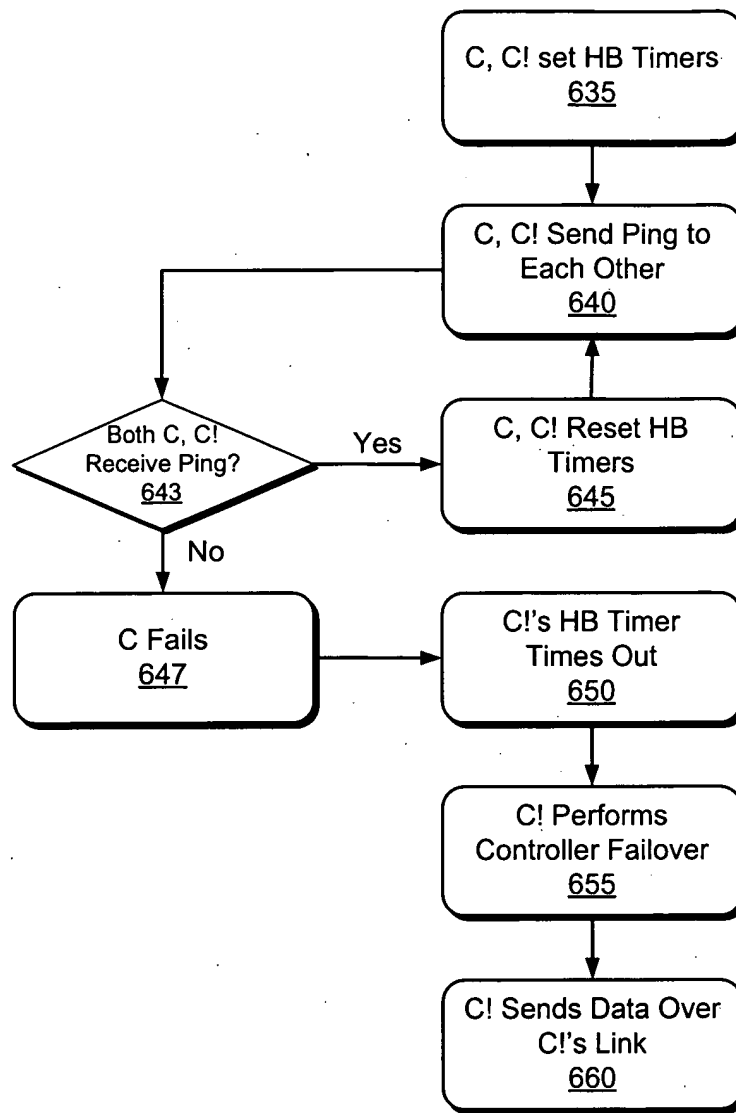 C, C! set HB Timers
635
C, C! Send Ping to
Each Other
640
Both C, C!
Receive Ping?
643
Yes
C, C! Reset HB
Timers
645
No
C Fails
647
C!'s HB Timer
Times Out
650
C! Performs
Controller Failover
655
C! Sends Data Over
C!'s Link
660